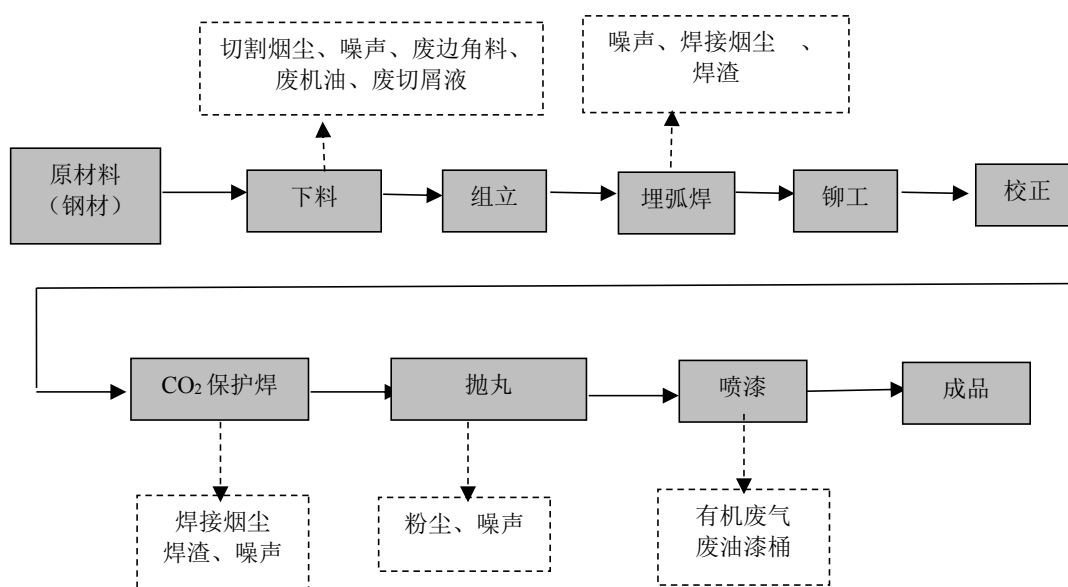 切割烟尘、噪声、废边角料、
废机油、废切屑液
噪声、焊接烟尘 、
焊渣
原材料
（钢材）
下料
组立
埋弧焊
铆工
校正
CO₂保护焊
抛丸
喷漆
成品
焊接烟尘
焊渣、噪声
粉尘、噪声
有机废气
废油漆桶